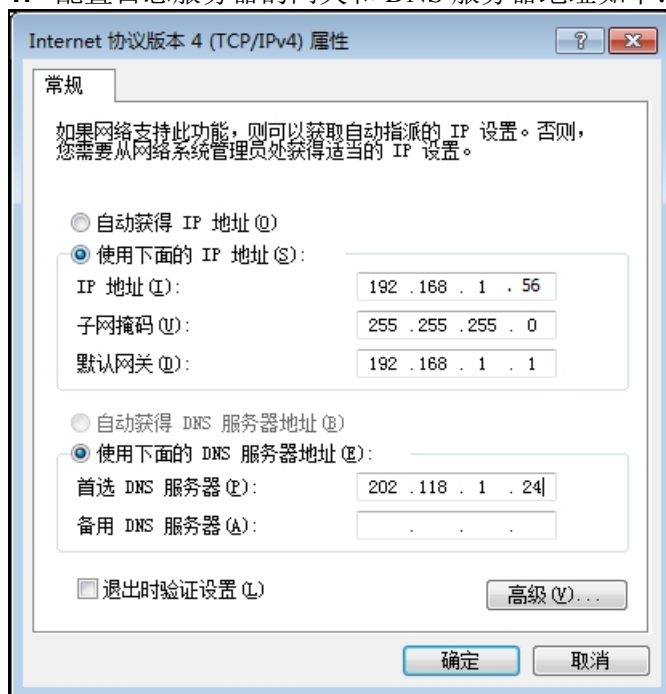 Internet 协议版本 4 (TCP/IPv4) 属性
常规
如果网络支持此功能，则可以获取自动指派的 IP 设置。否则，
您需要从网络系统管理员处获得适当的 IP 设置。
自动获得 IP 地址(O)
使用下面的 IP 地址(S):
IP 地址(I): 192 . 168 . 1 . 56
子网掩码(U): 255 . 255 . 255 . 0
默认网关(D): 192 . 168 . 1 . 1
自动获得 DNS 服务器地址(B)
使用下面的 DNS 服务器地址(E):
首选 DNS 服务器(P): 202 . 118 . 1 . 24
备用 DNS 服务器(A): . . .
退出时验证设置(L)
高级(V)...
确定 取消